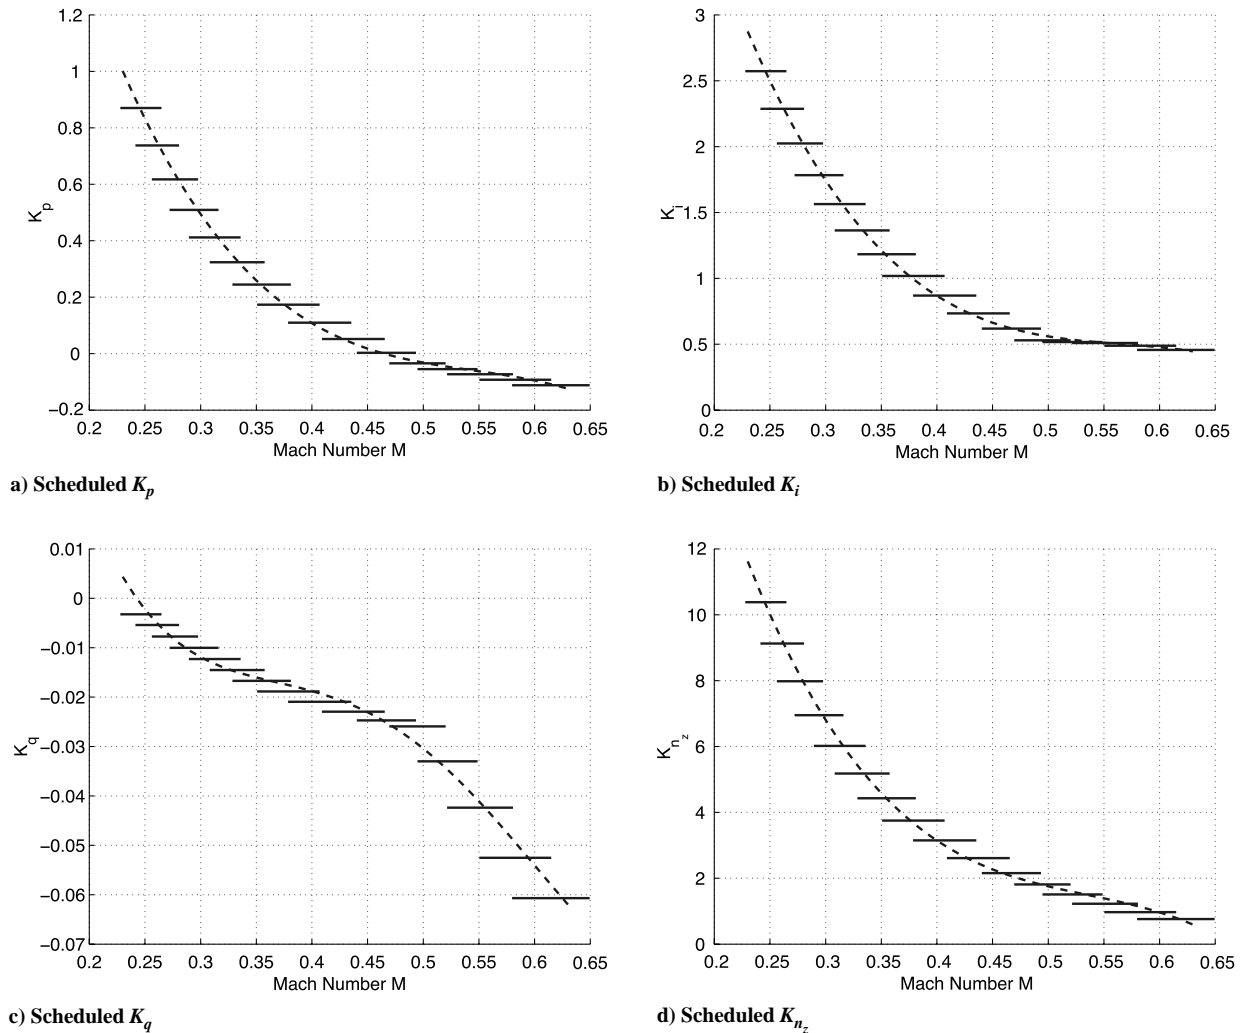 1.2
1
0.8
0.6
0.4
0.2
0
−0.2
K_p
0.2 0.25 0.3 0.35 0.4 0.45 0.5 0.55 0.6 0.65
Mach Number M
a) Scheduled K_p
3
2.5
2
1.5
1
0.5
0
K_i
0.2 0.25 0.3 0.35 0.4 0.45 0.5 0.55 0.6 0.65
Mach Number M
b) Scheduled K_i
0.01
0
−0.01
−0.02
−0.03
−0.04
−0.05
−0.06
−0.07
K_q
0.2 0.25 0.3 0.35 0.4 0.45 0.5 0.55 0.6 0.65
Mach Number M
c) Scheduled K_q
12
10
8
6
4
2
0
K_{n_z}
0.2 0.25 0.3 0.35 0.4 0.45 0.5 0.55 0.6 0.65
Mach Number M
d) Scheduled K_{n_z}